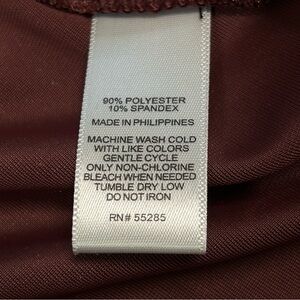 90% POLYESTER
10% SPANDEX
MADE IN PHILIPPINES
MACHINE WASH COLD
WITH LIKE COLORS
GENTLE CYCLE
ONLY NON-CHLORINE
BLEACH WHEN NEEDED
TUMBLE DRY LOW
DO NOT IRON
RN# 55285